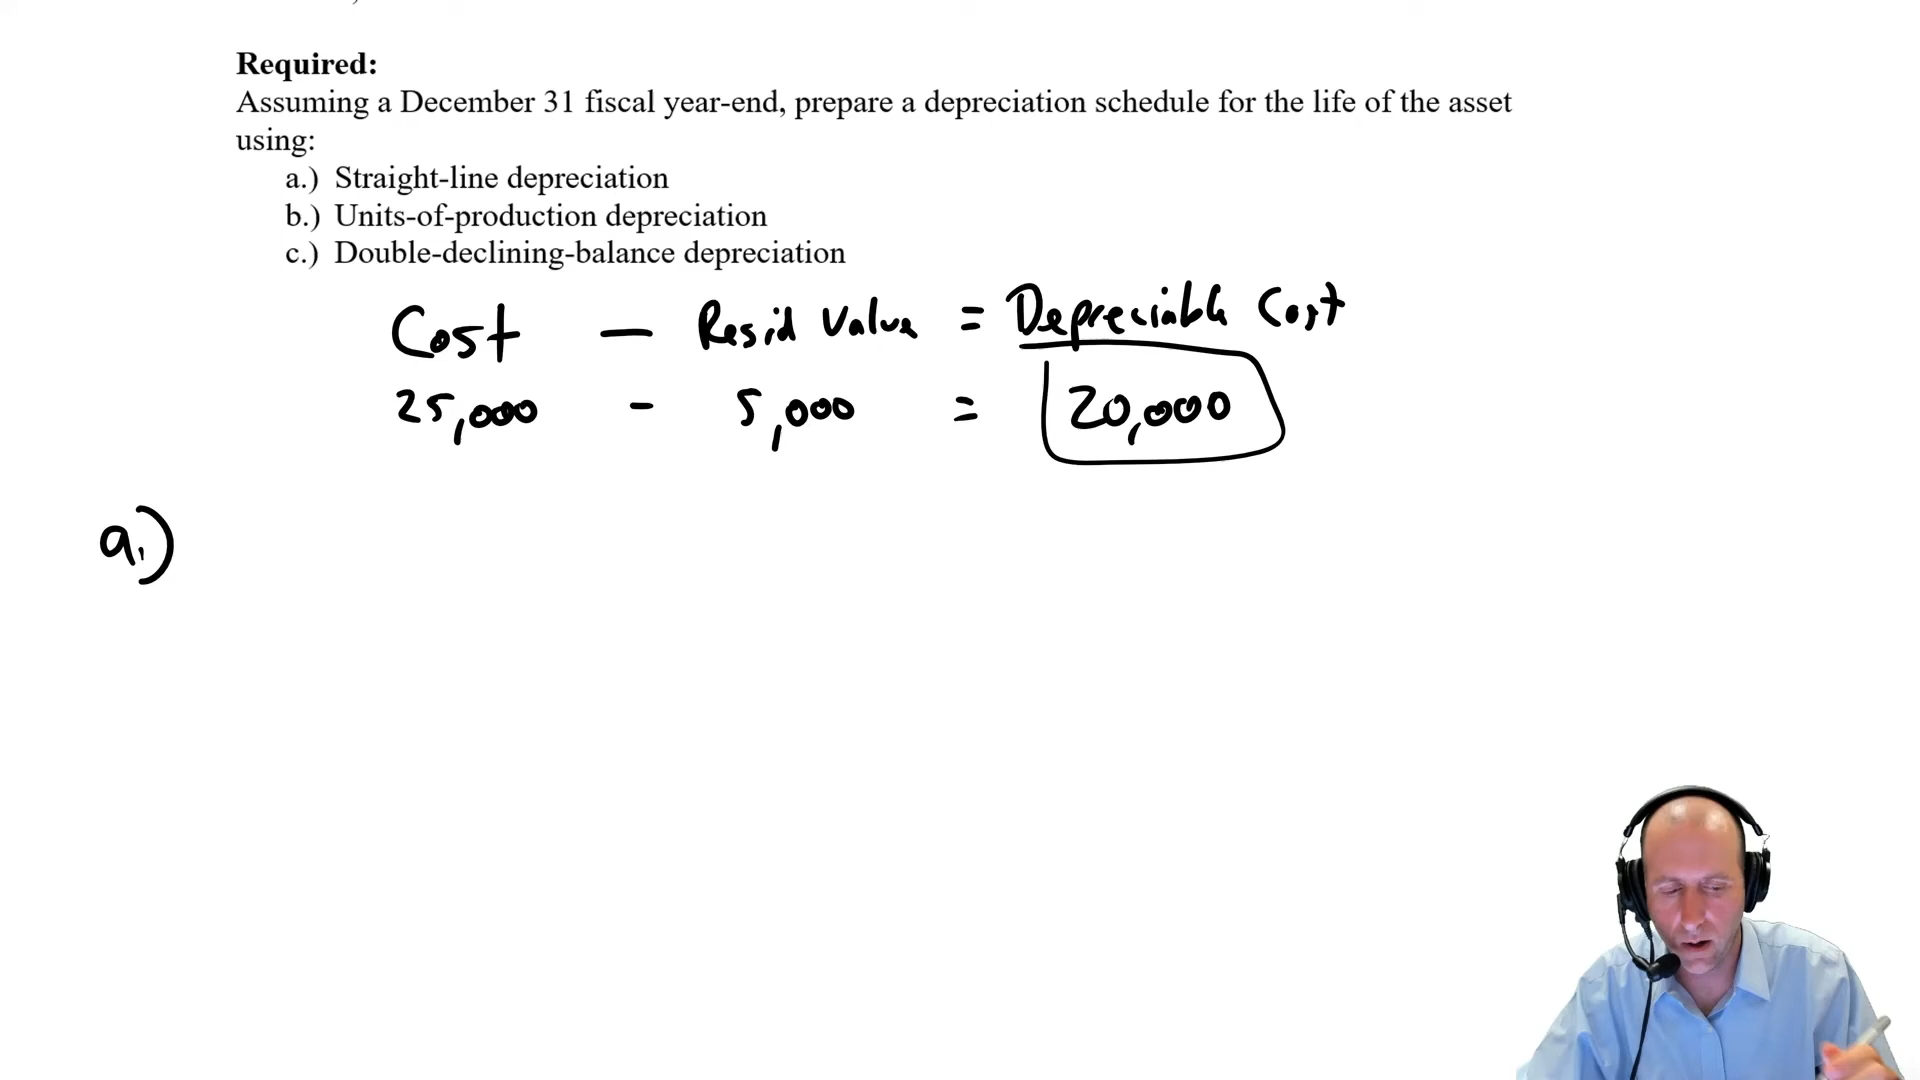 Required:
Assuming a December 31 fiscal year-end, prepare a depreciation schedule for the life of the asset
using:
a.) Straight-line depreciation
b.) Units-of-production depreciation
c.) Double-declining-balance depreciation
Cost — Resid Value = Depreciable Cost
25,000 - 5,000 = 20,000
a.)